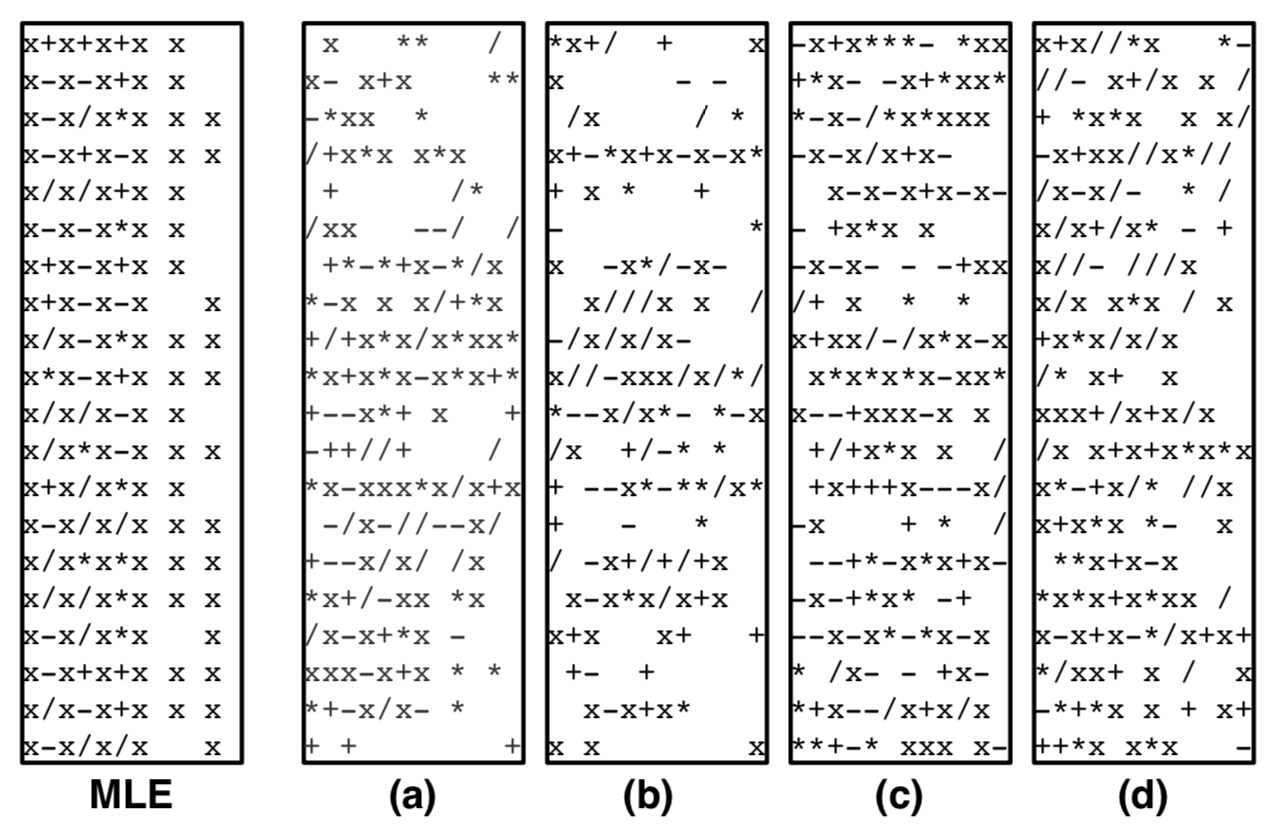 x+x+x+x x
x-x-x+x x
x-x/x*x x x
x-x+x-x x x
x/x/x+x x
x-x-x*x x
x+x-x+x x
x+x-x-x   x
x/x-x*x x x
x*x-x+x x x
x/x/x-x x
x/x*x-x x x
x+x/x*x x
x-x/x/x x x
x/x*x*x x x
x/x/x*x x x
x-x/x*x   x
x-x+x+x x x
x/x-x+x x x
x-x/x/x   x
MLE
 x   **   /
x- x+x    **
-*xx  *
/+x*x x*x
 +      /*
/xx   --/  /
 +*-*+x-*/x
*-x x x/+*x
+/+x*x/x*xx*
*x+x*x-x*x+*
+--x*+ x   +
-++//+    /
*x-xxx*x/x+x
 -/x-//--x/
+--x/x/ /x
*x+/-xx *x
/x-x+*x -
xxx-x+x * *
*+-x/x- *
+ +        +
(a)
*x+/  +    x
x      - -
 /x     / *
x+-*x+x-x-x*
+ x *   +
-          *
x  -x*/-x-
  x///x x  /
-/x/x/x-
x//-xxx/x/*/
*--x/x*- *-x
/x  +/-* *
+ --x*-**/x*
+   -   *
/ -x+/+/+x
 x-x*x/x+x
x+x   x+   +
 +-  +
  x-x+x*
x x        x
(b)
-x+x***- *xx
+*x- -x+*xx*
*-x-/*x*xxx
-x-x/x+x-
  x-x-x+x-x-
- +x*x x
-x-x- - -+xx
/+ x  *  *
x+xx/-/x*x-x
 x*x*x*x-xx*
x--+xxx-x x
 +/+x*x x  /
 +x+++x---x/
-x    + *  /
 --+*-x*x+x-
-x-+*x* -+
--x-x*-*x-x
* /x- - +x-
*+x--/x+x/x
**+-* xxx x-
(c)
x+x//*x   *-
//- x+/x x /
+ *x*x  x x/
-x+xx//x*//
/x-x/-  * /
x/x+/x* - +
x//- ///x
x/x x*x / x
+x*x/x/x
/* x+  x
xxx+/x+x/x
/x x+x+x*x*x
x*-+x/* //x
x+x*x *-  x
 **x+x-x
*x*x+x*xx /
x-x+x-*/x+x+
*/xx+ x /  x
-*+*x x + x+
++*x x*x   -
(d)